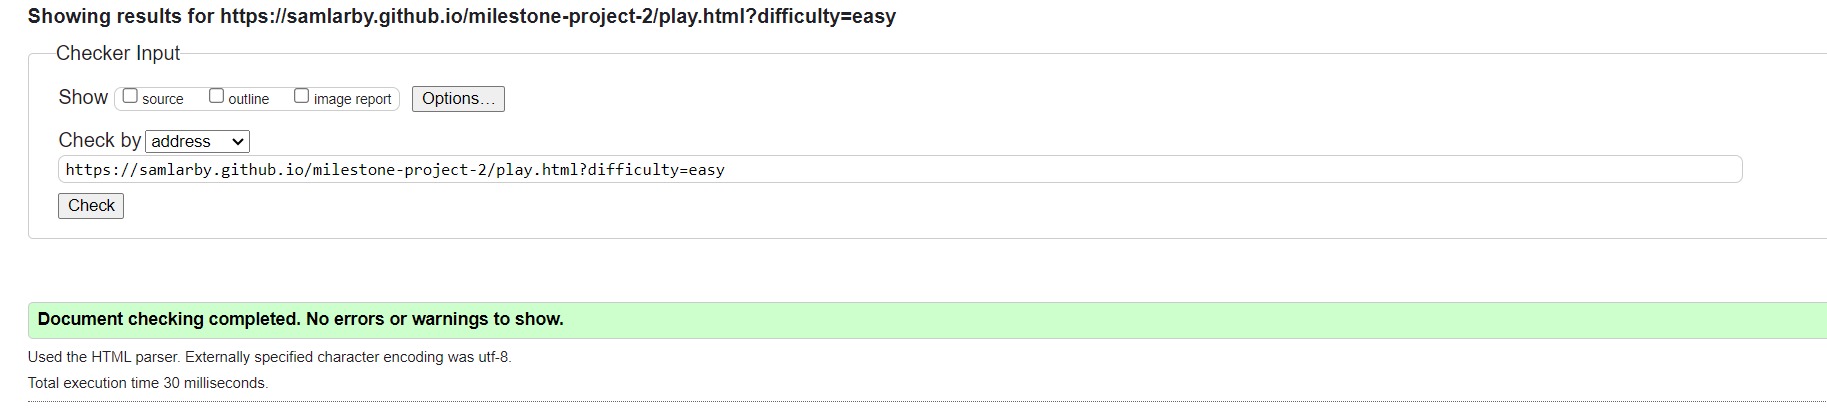 Showing results for https://samlarby.github.io/milestone-project-2/play.html?difficulty=easy
Checker Input
Show source outline image report Options...
Check by address
https://samlarby.github.io/milestone-project-2/play.html?difficulty=easy
Check
Document checking completed. No errors or warnings to show.
Used the HTML parser. Externally specified character encoding was utf-8.
Total execution time 30 milliseconds.